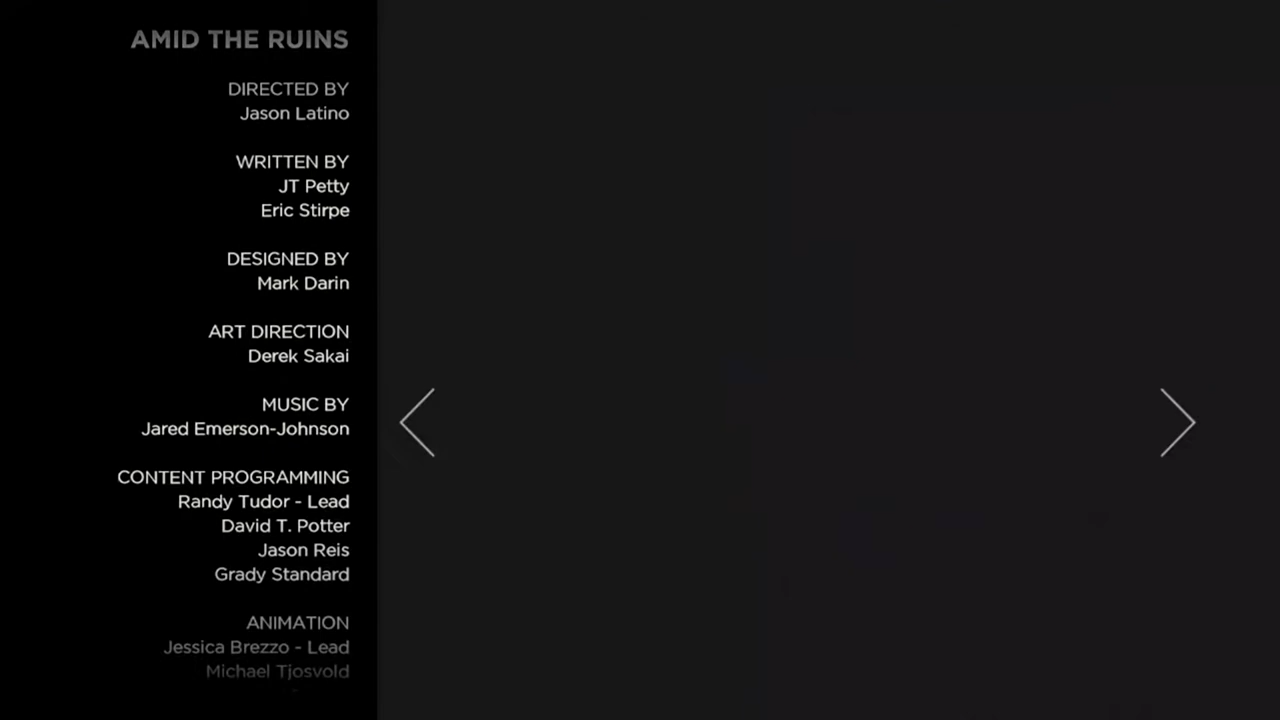 AMID THE RUINS
DIRECTED BY
Jason Latino
WRITTEN BY
JT Petty
Eric Stirpe
DESIGNED BY
Mark Darin
ART DIRECTION
Derek Sakai
MUSIC BY
Jared Emerson-Johnson
CONTENT PROGRAMMING
Randy Tudor - Lead
David T. Potter
Jason Reis
Grady Standard
ANIMATION
Jessica Brezzo - Lead
Michael Tjosvold